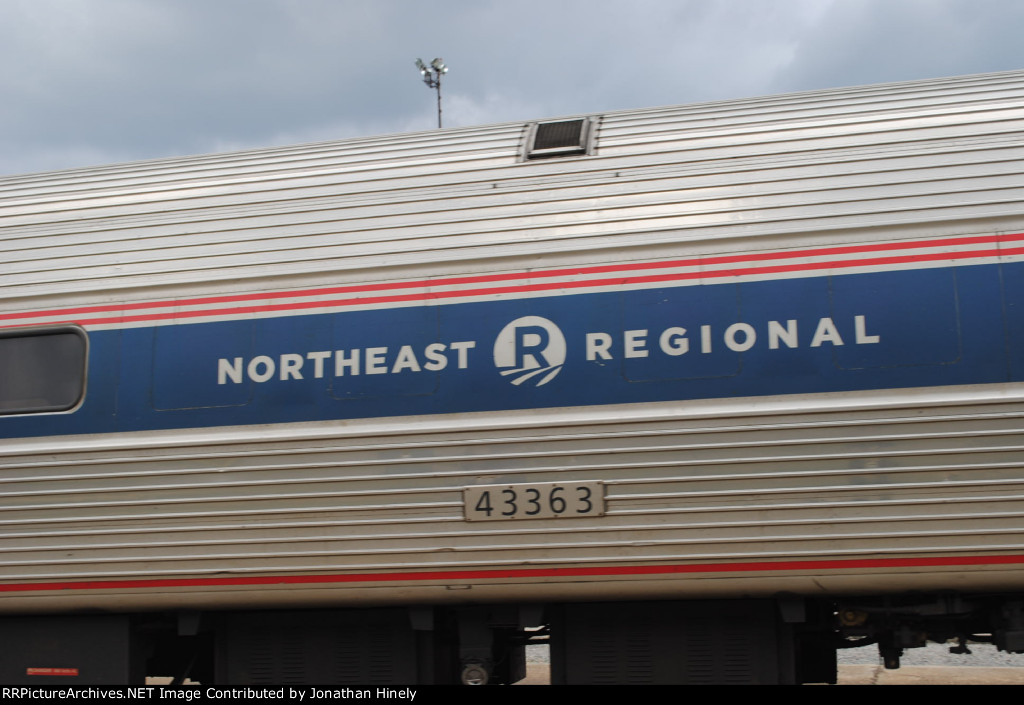 NORTHEAST R REGIONAL
43363
RRPictureArchives.NET Image Contributed by Jonathan Hinely